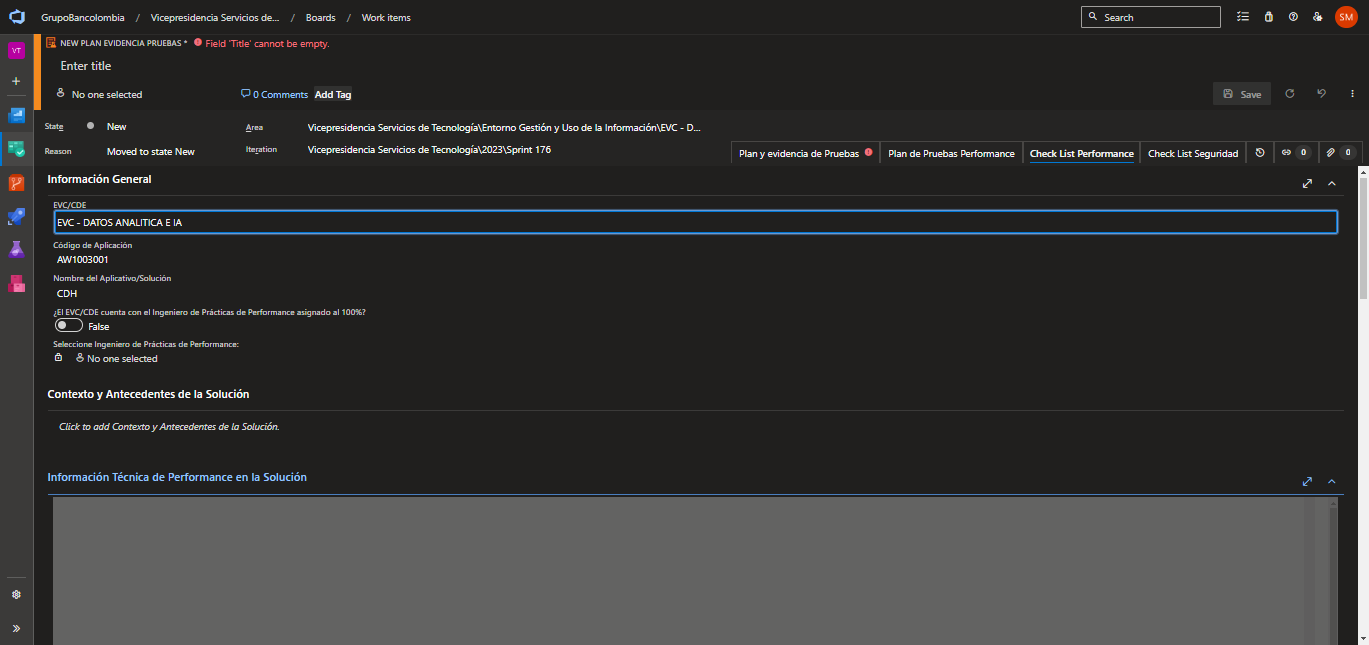 GrupoBancolombia / Vicepresidencia Servicios de... / Boards / Work items
Search
SM
VT
NEW PLAN EVIDENCIA PRUEBAS * Field 'Title' cannot be empty.
Enter title
No one selected
0 Comments
Add Tag
Save
State
New
Area
Vicepresidencia Servicios de Tecnología\Entorno Gestión y Uso de la Información\EVC - D...
Reason
Moved to state New
Iteration
Vicepresidencia Servicios de Tecnología\2023\Sprint 176
Plan y evidencia de Pruebas
Plan de Pruebas Performance
Check List Performance
Check List Seguridad
0
0
Información General
EVC/CDE
EVC - DATOS ANALITICA E IA
Código de Aplicación
AW1003001
Nombre del Aplicativo/Solución
CDH
¿El EVC/CDE cuenta con el Ingeniero de Prácticas de Performance asignado al 100%?
False
Seleccione Ingeniero de Prácticas de Performance:
No one selected
Contexto y Antecedentes de la Solución
Click to add Contexto y Antecedentes de la Solución.
Información Técnica de Performance en la Solución